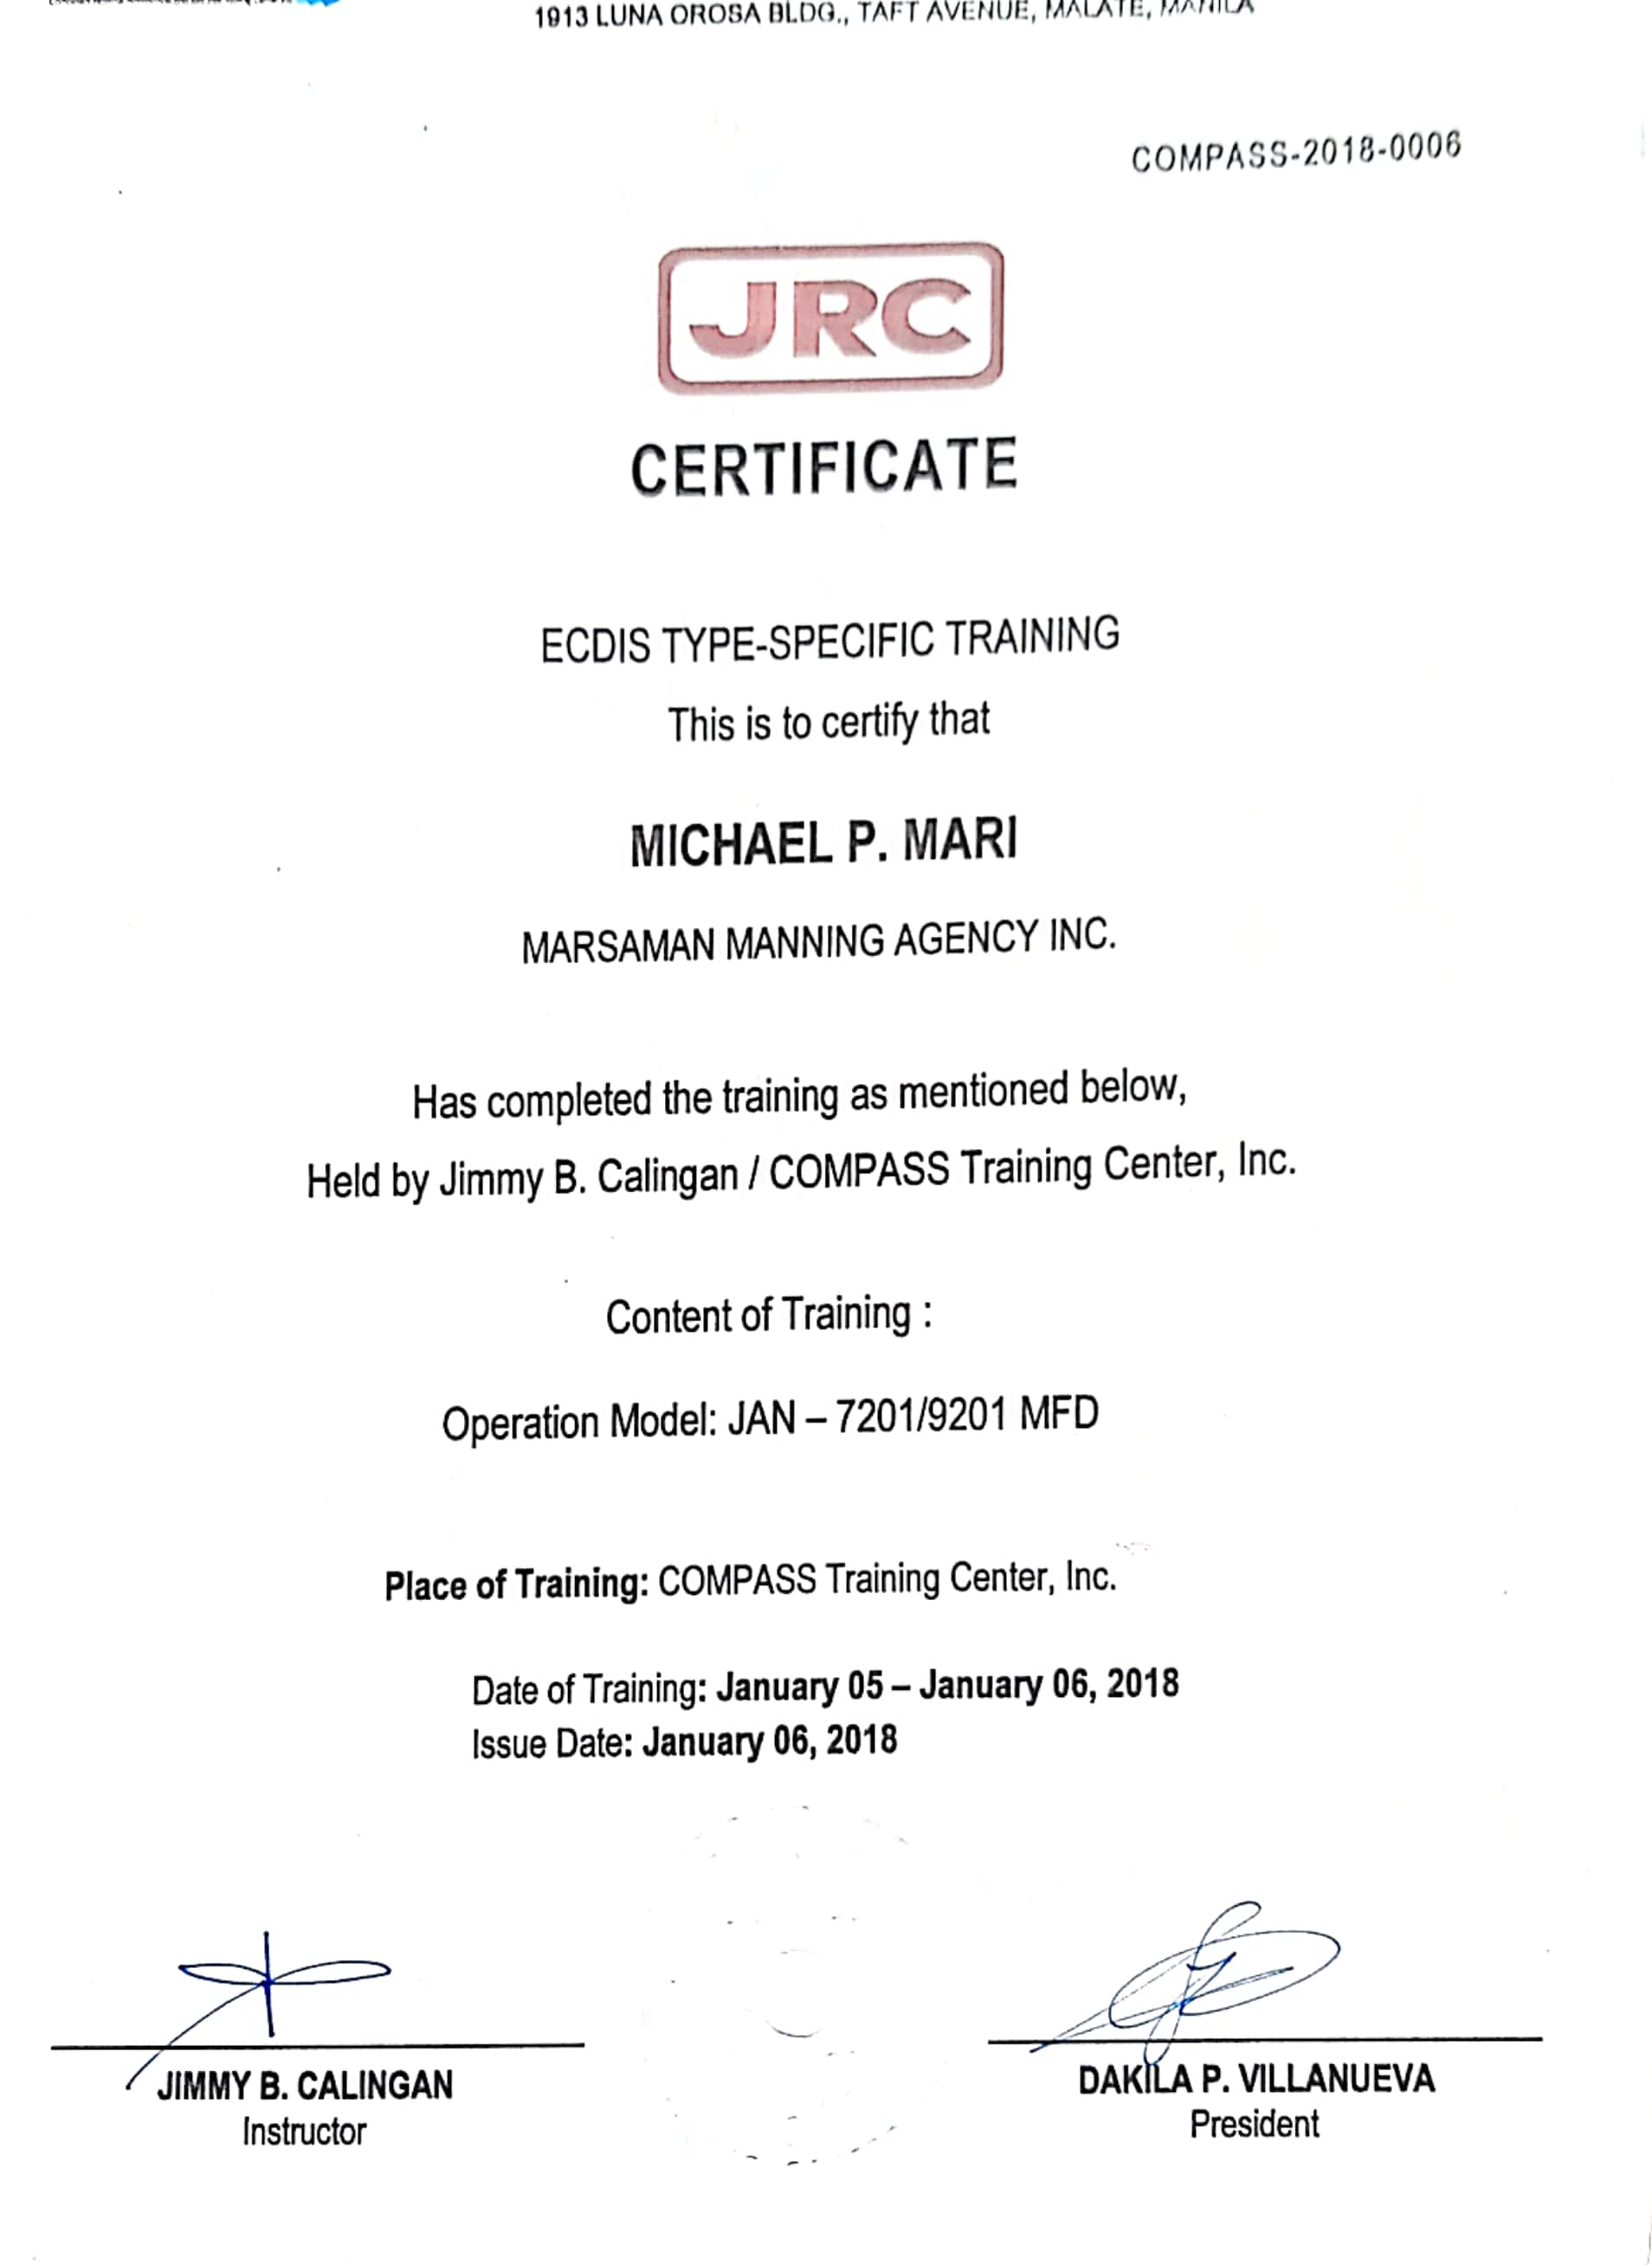 1913 LUNA OROSA BLDG., TAFT AVENUE, MALATE, MANILA
COMPASS-2018-0006
JRC
CERTIFICATE
ECDIS TYPE-SPECIFIC TRAINING
This is to certify that
MICHAEL P. MARI
MARSAMAN MANNING AGENCY INC.
Has completed the training as mentioned below,
Held by Jimmy B. Calingan / COMPASS Training Center, Inc.
Content of Training :
Operation Model: JAN – 7201/9201 MFD
Place of Training: COMPASS Training Center, Inc.
Date of Training: January 05 – January 06, 2018
Issue Date: January 06, 2018
JIMMY B. CALINGAN
Instructor
DAKILA P. VILLANUEVA
President